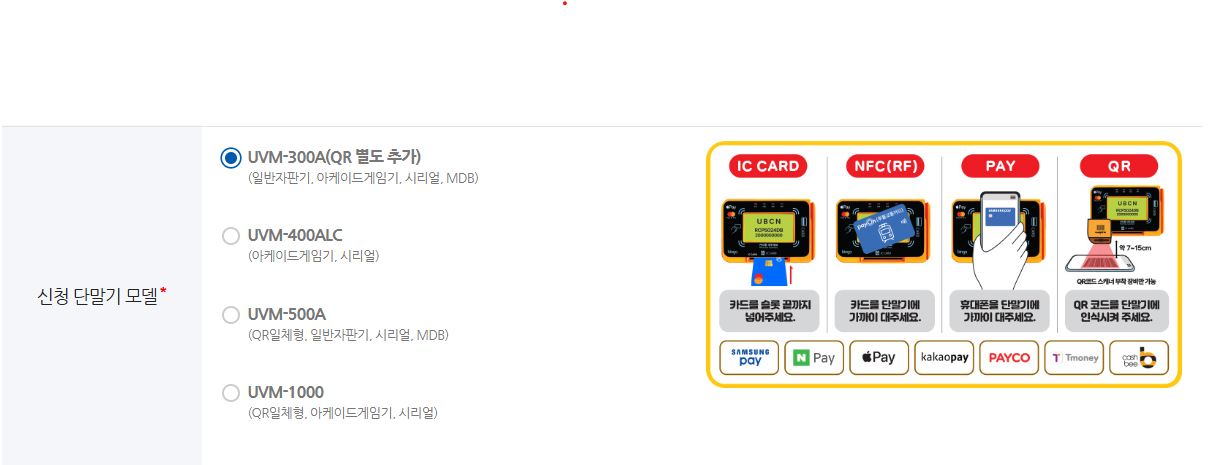 신청 단말기 모델*
UVM-300A(QR 별도 추가)
(일반자판기, 아케이드게임기, 시리얼, MDB)
UVM-400ALC
(아케이드게임기, 시리얼)
UVM-500A
(QR일체형, 일반자판기, 시리얼, MDB)
UVM-1000
(QR일체형, 아케이드게임기, 시리얼)
IC CARD
UBCN
카드를 슬롯 끝까지
넣어주세요.
NFC(RF)
카드를 단말기에
가까이 대주세요.
PAY
휴대폰을 단말기에
가까이 대주세요.
QR
UBCN
약 7~15cm
QR코드 스캐너 부착 장비만 가능
QR 코드를 단말기에
인식시켜 주세요.
SAMSUNG
pay
N Pay
Pay
kakaopay
PAYCO
T Tmoney
cash
bee b